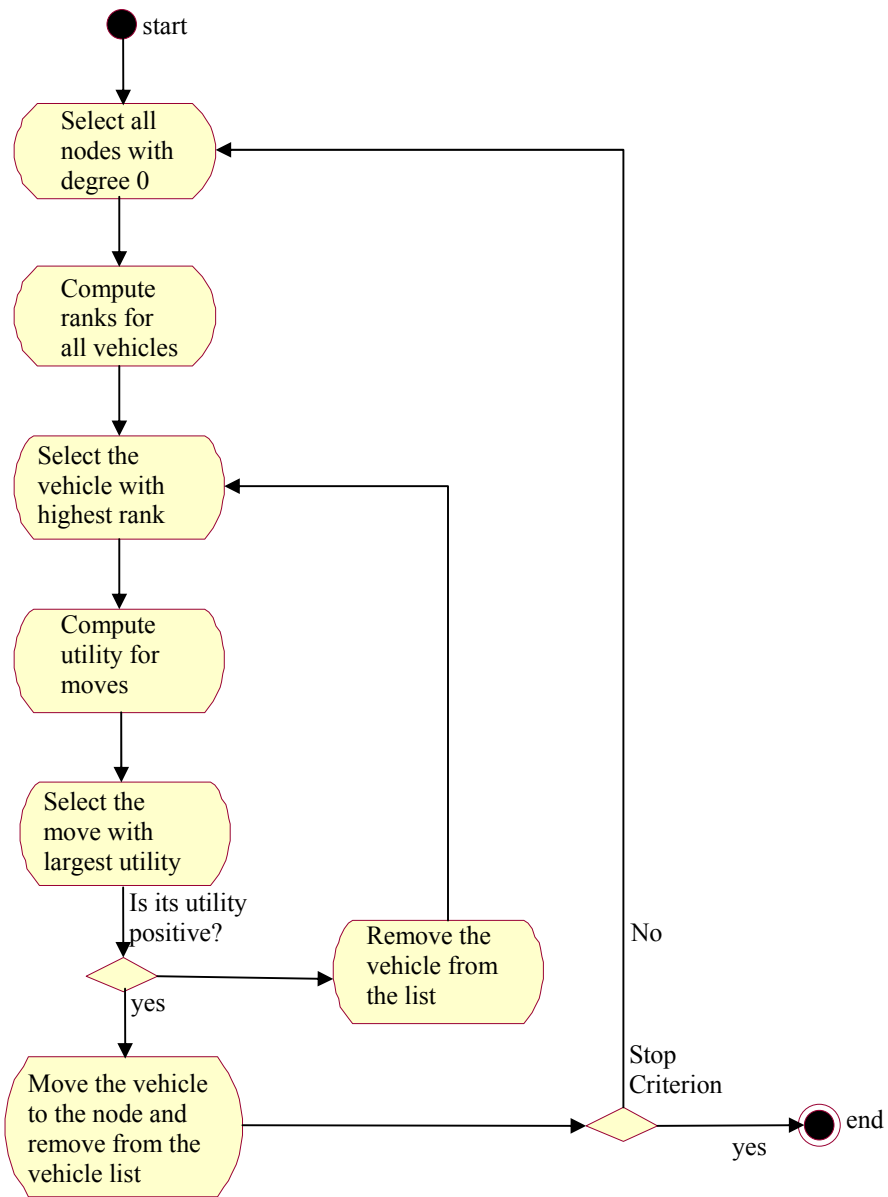 start
Select all
nodes with
degree 0
Compute
ranks for
all vehicles
Select the
vehicle with
highest rank
Compute
utility for
moves
Select the
move with
largest utility
Is its utility
positive?
Remove the
vehicle from
the list
No
yes
Stop
Criterion
Move the vehicle
to the node and
remove from the
vehicle list
yes
end